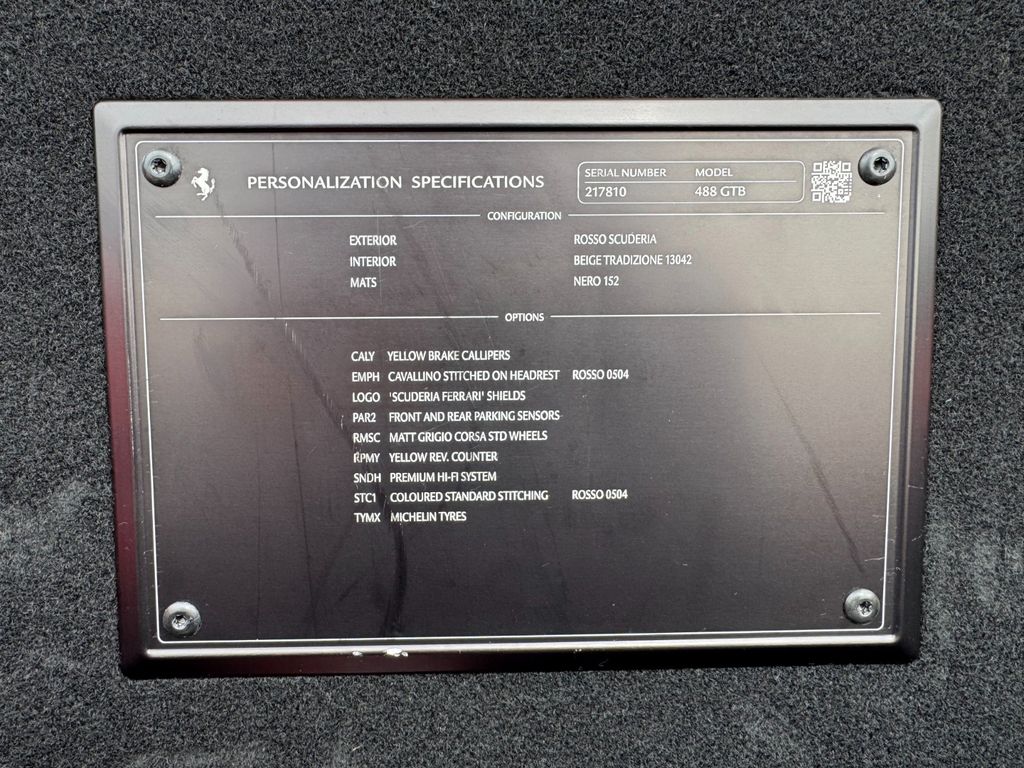 PERSONALIZATION SPECIFICATIONS
SERIAL NUMBER MODEL
217810 488 GTB
CONFIGURATION
EXTERIOR ROSSO SCUDERIA
INTERIOR BEIGE TRADIZIONE 13042
MATS NERO 152
OPTIONS
CALY YELLOW BRAKE CALLIPERS
EMPH CAVALLINO STITCHED ON HEADREST ROSSO 0504
LOGO 'SCUDERIA FERRARI' SHIELDS
PAR2 FRONT AND REAR PARKING SENSORS
RMSC MATT GRIGIO CORSA STD WHEELS
RPMY YELLOW REV. COUNTER
SNDH PREMIUM HI-FI SYSTEM
STC1 COLOURED STANDARD STITCHING ROSSO 0504
TYMX MICHELIN TYRES